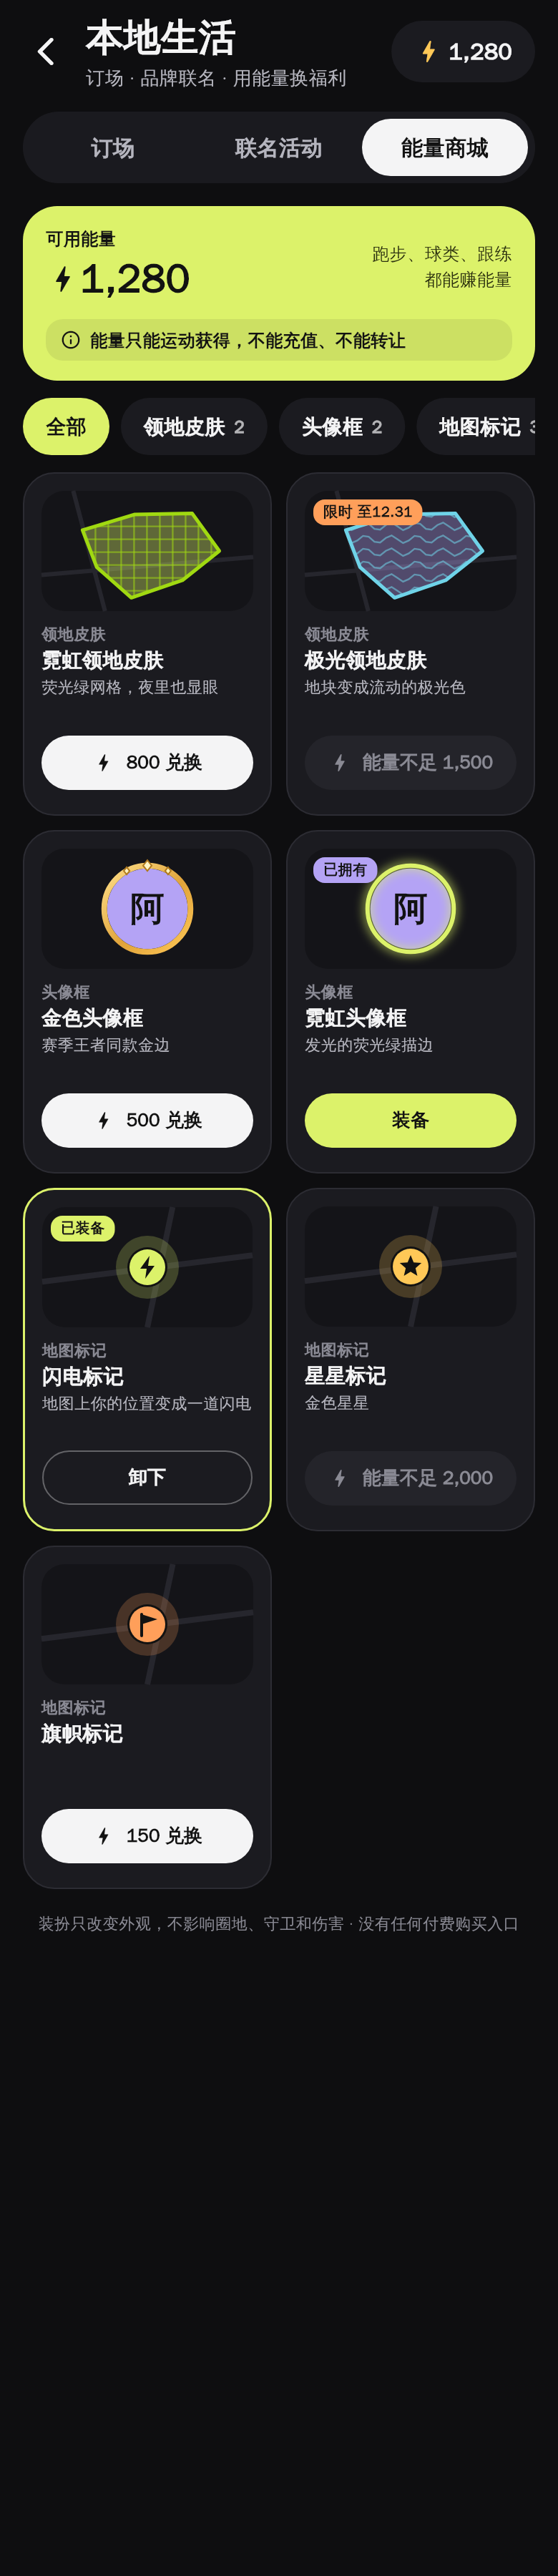 本地生活
订场 · 品牌联名 · 用能量换福利
1,280
订场
联名活动
能量商城
可用能量
1,280
跑步、球类、跟练
都能赚能量
能量只能运动获得，不能充值、不能转让
全部
领地皮肤 2
头像框 2
地图标记
领地皮肤
霓虹领地皮肤
荧光绿网格，夜里也显眼
800 兑换
限时 至12.31
领地皮肤
极光领地皮肤
地块变成流动的极光色
能量不足 1,500
阿
头像框
金色头像框
赛季王者同款金边
500 兑换
已拥有
阿
头像框
霓虹头像框
发光的荧光绿描边
装备
已装备
地图标记
闪电标记
地图上你的位置变成一道闪电
卸下
地图标记
星星标记
金色星星
能量不足 2,000
地图标记
旗帜标记
150 兑换
装扮只改变外观，不影响圈地、守卫和伤害 · 没有任何付费购买入口